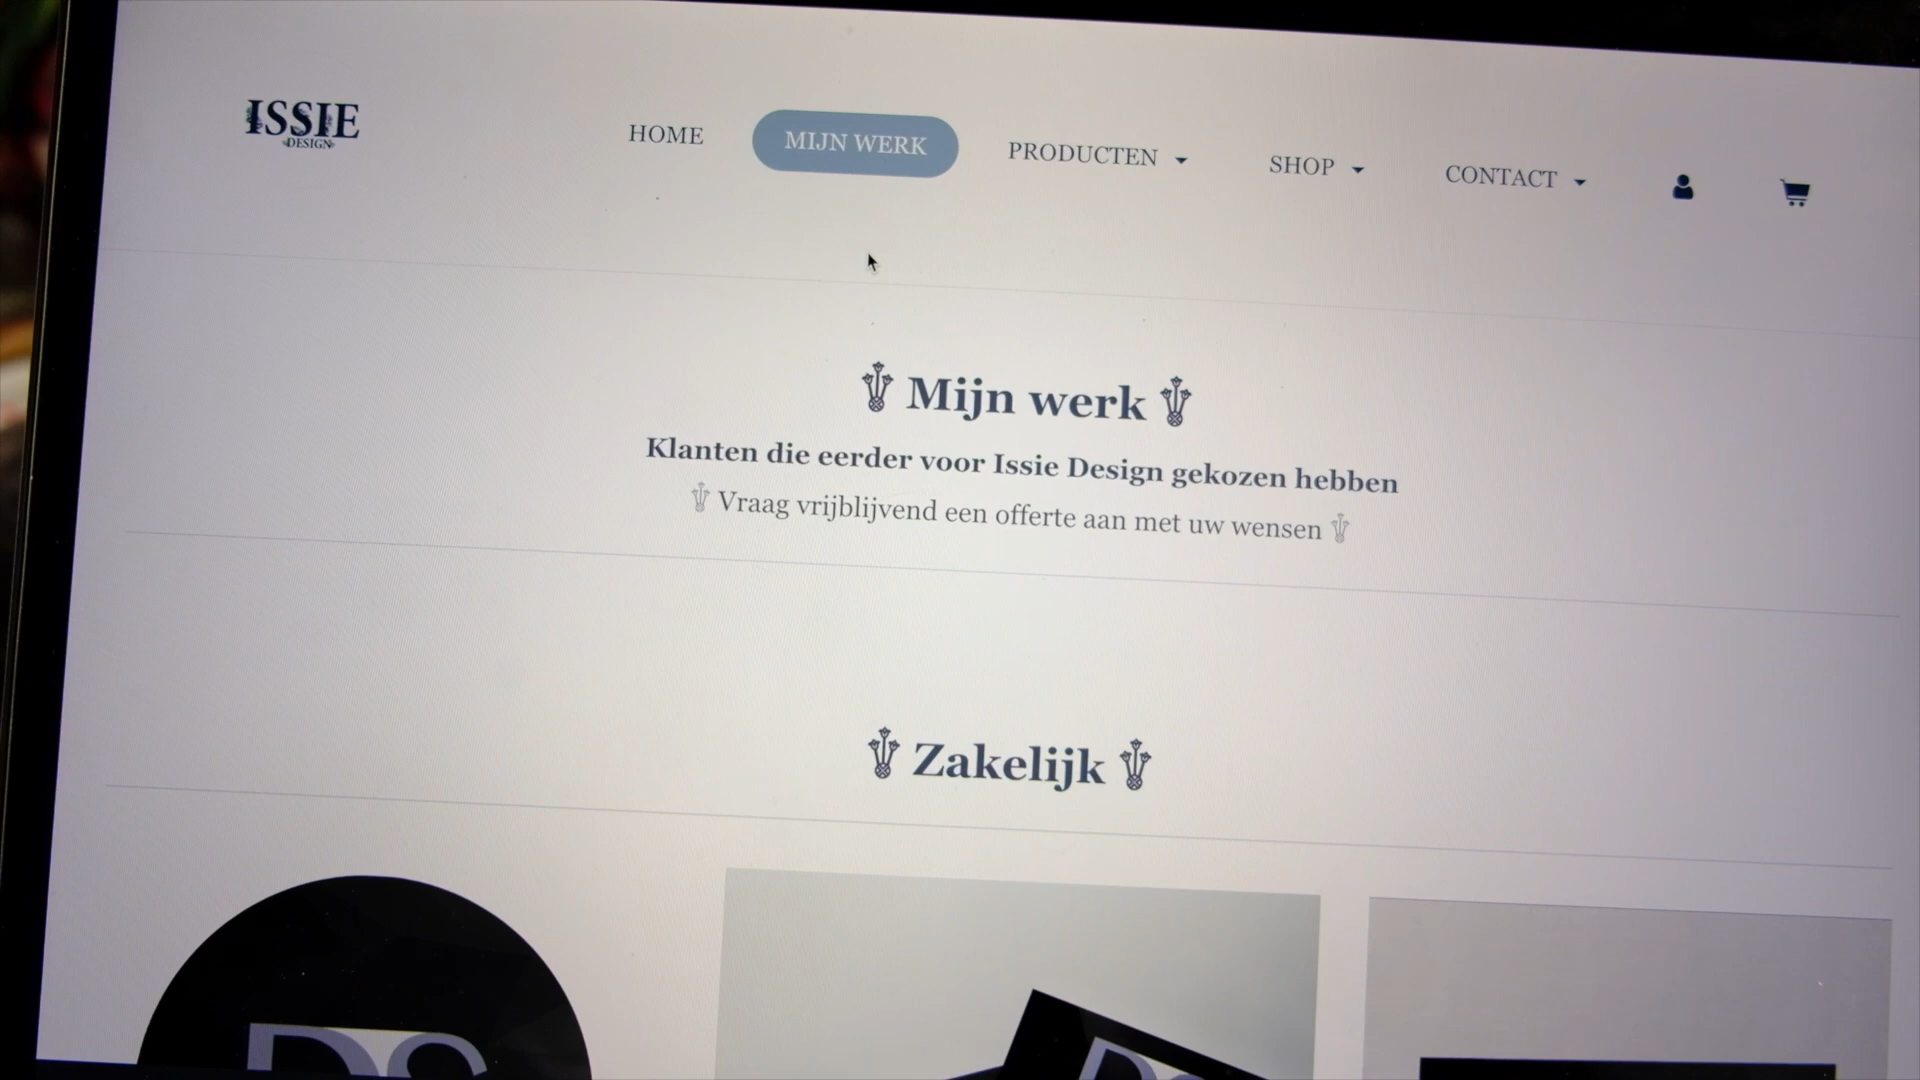 ISSIE
DESIGN
HOME
MIJN WERK
PRODUCTEN
SHOP
CONTACT
Mijn werk
Klanten die eerder voor Issie Design gekozen hebben
Vraag vrijblijvend een offerte aan met uw wensen
Zakelijk